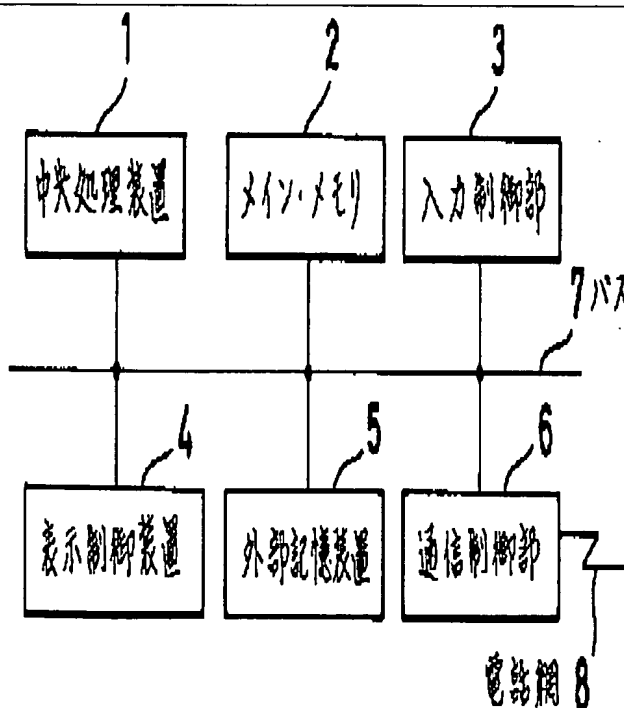 1
2
3
中央処理装置
メイン・メモリ
入力制御部
7 バス
4
5
6
表示制御装置
外部記憶装置
通信制御部
電話網 8